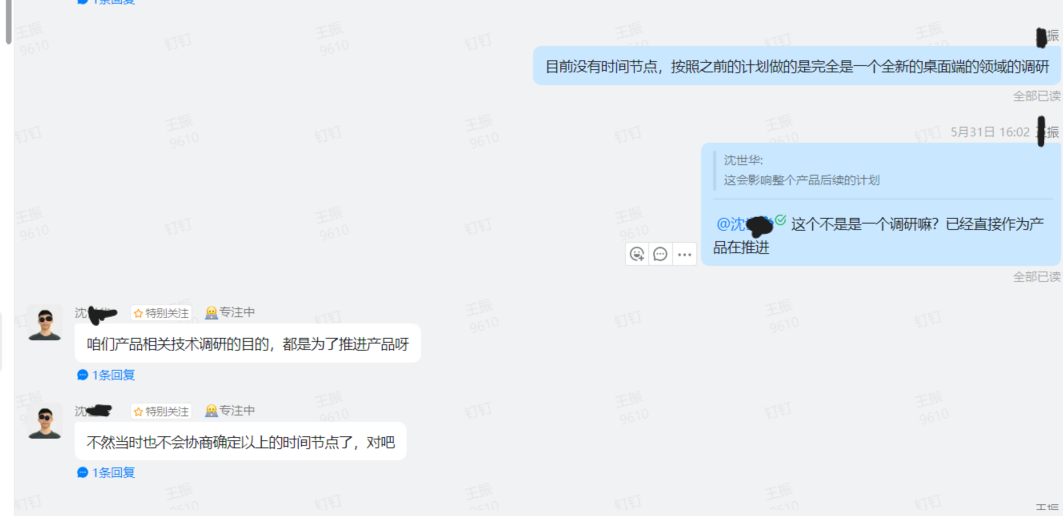 1条回复
振
目前没有时间节点，按照之前的计划做的是完全是一个全新的桌面端的领域的调研
全部已读
5月31日 16:02
振
沈世华:
这会影响整个产品后续的计划
@沈 这个不是是一个调研嘛？已经直接作为产
品在推进
全部已读
沈 特别关注 专注中
咱们产品相关技术调研的目的，都是为了推进产品呀
1条回复
沈 特别关注 专注中
不然当时也不会协商确定以上的时间节点了，对吧
1条回复
王振
王振
9610
钉钉